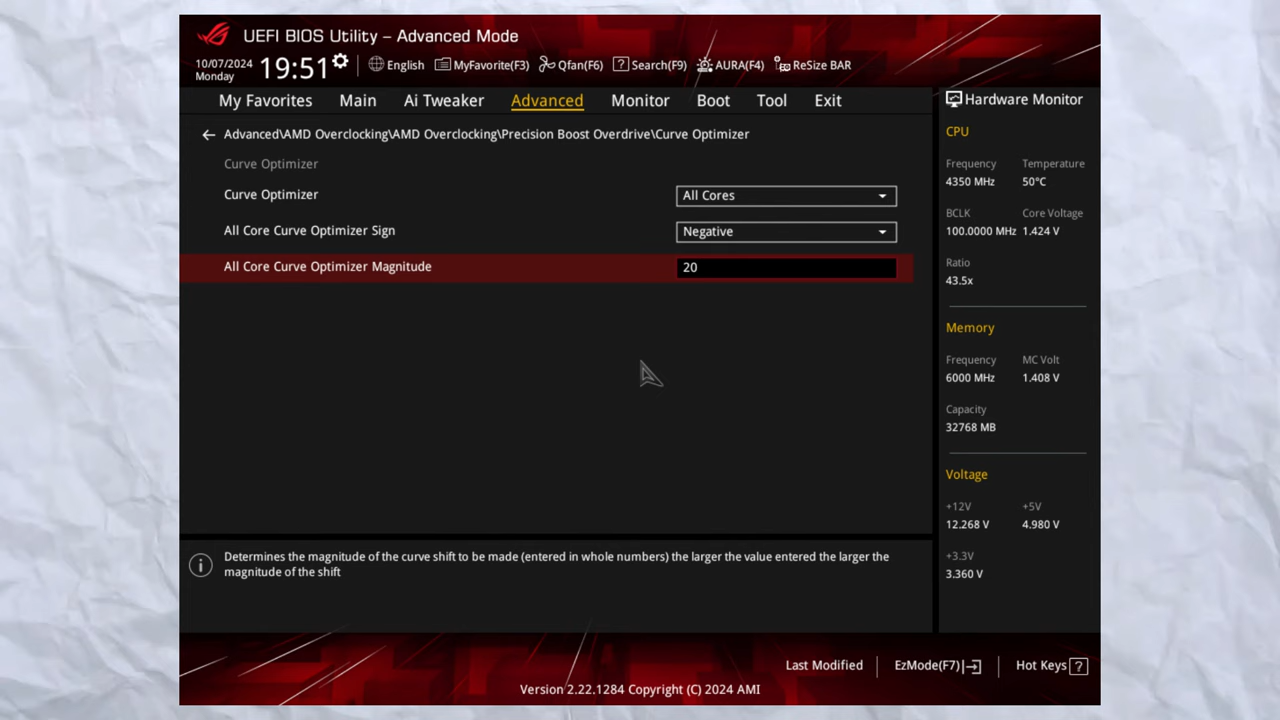 UEFI BIOS Utility – Advanced Mode
10/07/2024
Monday
19:51
English
MyFavorite(F3)
Qfan(F6)
? Search(F9)
AURA(F4)
ReSize BAR
My Favorites
Main
Ai Tweaker
Advanced
Monitor
Boot
Tool
Exit
Advanced\AMD Overclocking\AMD Overclocking\Precision Boost Overdrive\Curve Optimizer
Curve Optimizer
Curve Optimizer
All Cores
All Core Curve Optimizer Sign
Negative
All Core Curve Optimizer Magnitude
20
Determines the magnitude of the curve shift to be made (entered in whole numbers) the larger the value entered the larger the
magnitude of the shift
Hardware Monitor
CPU
Frequency Temperature
4350 MHz 50°C
BCLK Core Voltage
100.0000 MHz 1.424 V
Ratio
43.5x
Memory
Frequency MC Volt
6000 MHz 1.408 V
Capacity
32768 MB
Voltage
+12V +5V
12.268 V 4.980 V
+3.3V
3.360 V
Last Modified
EzMode(F7)
Hot Keys ?
Version 2.22.1284 Copyright (C) 2024 AMI